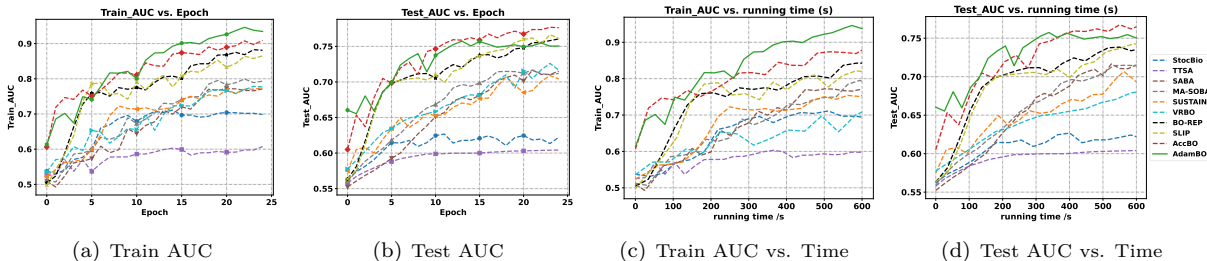 Train_AUC vs. Epoch
Train_AUC
0.9
0.8
0.7
0.6
0.5
0 5 10 15 20 25
Epoch
(a) Train AUC
Test_AUC vs. Epoch
Test_AUC
0.75
0.70
0.65
0.60
0.55
0 5 10 15 20 25
Epoch
(b) Test AUC
Train_AUC vs. running time (s)
Train_AUC
0.9
0.8
0.7
0.6
0.5
0 100 200 300 400 500 600
running time /s
(c) Train AUC vs. Time
Test_AUC vs. running time (s)
Test_AUC
0.75
0.70
0.65
0.60
0.55
0 100 200 300 400 500 600
running time /s
(d) Test AUC vs. Time
StocBio
TTSA
SABA
MA-SOBA
SUSTAIN
VRBO
BO-REP
SLIP
AccBO
AdamBO